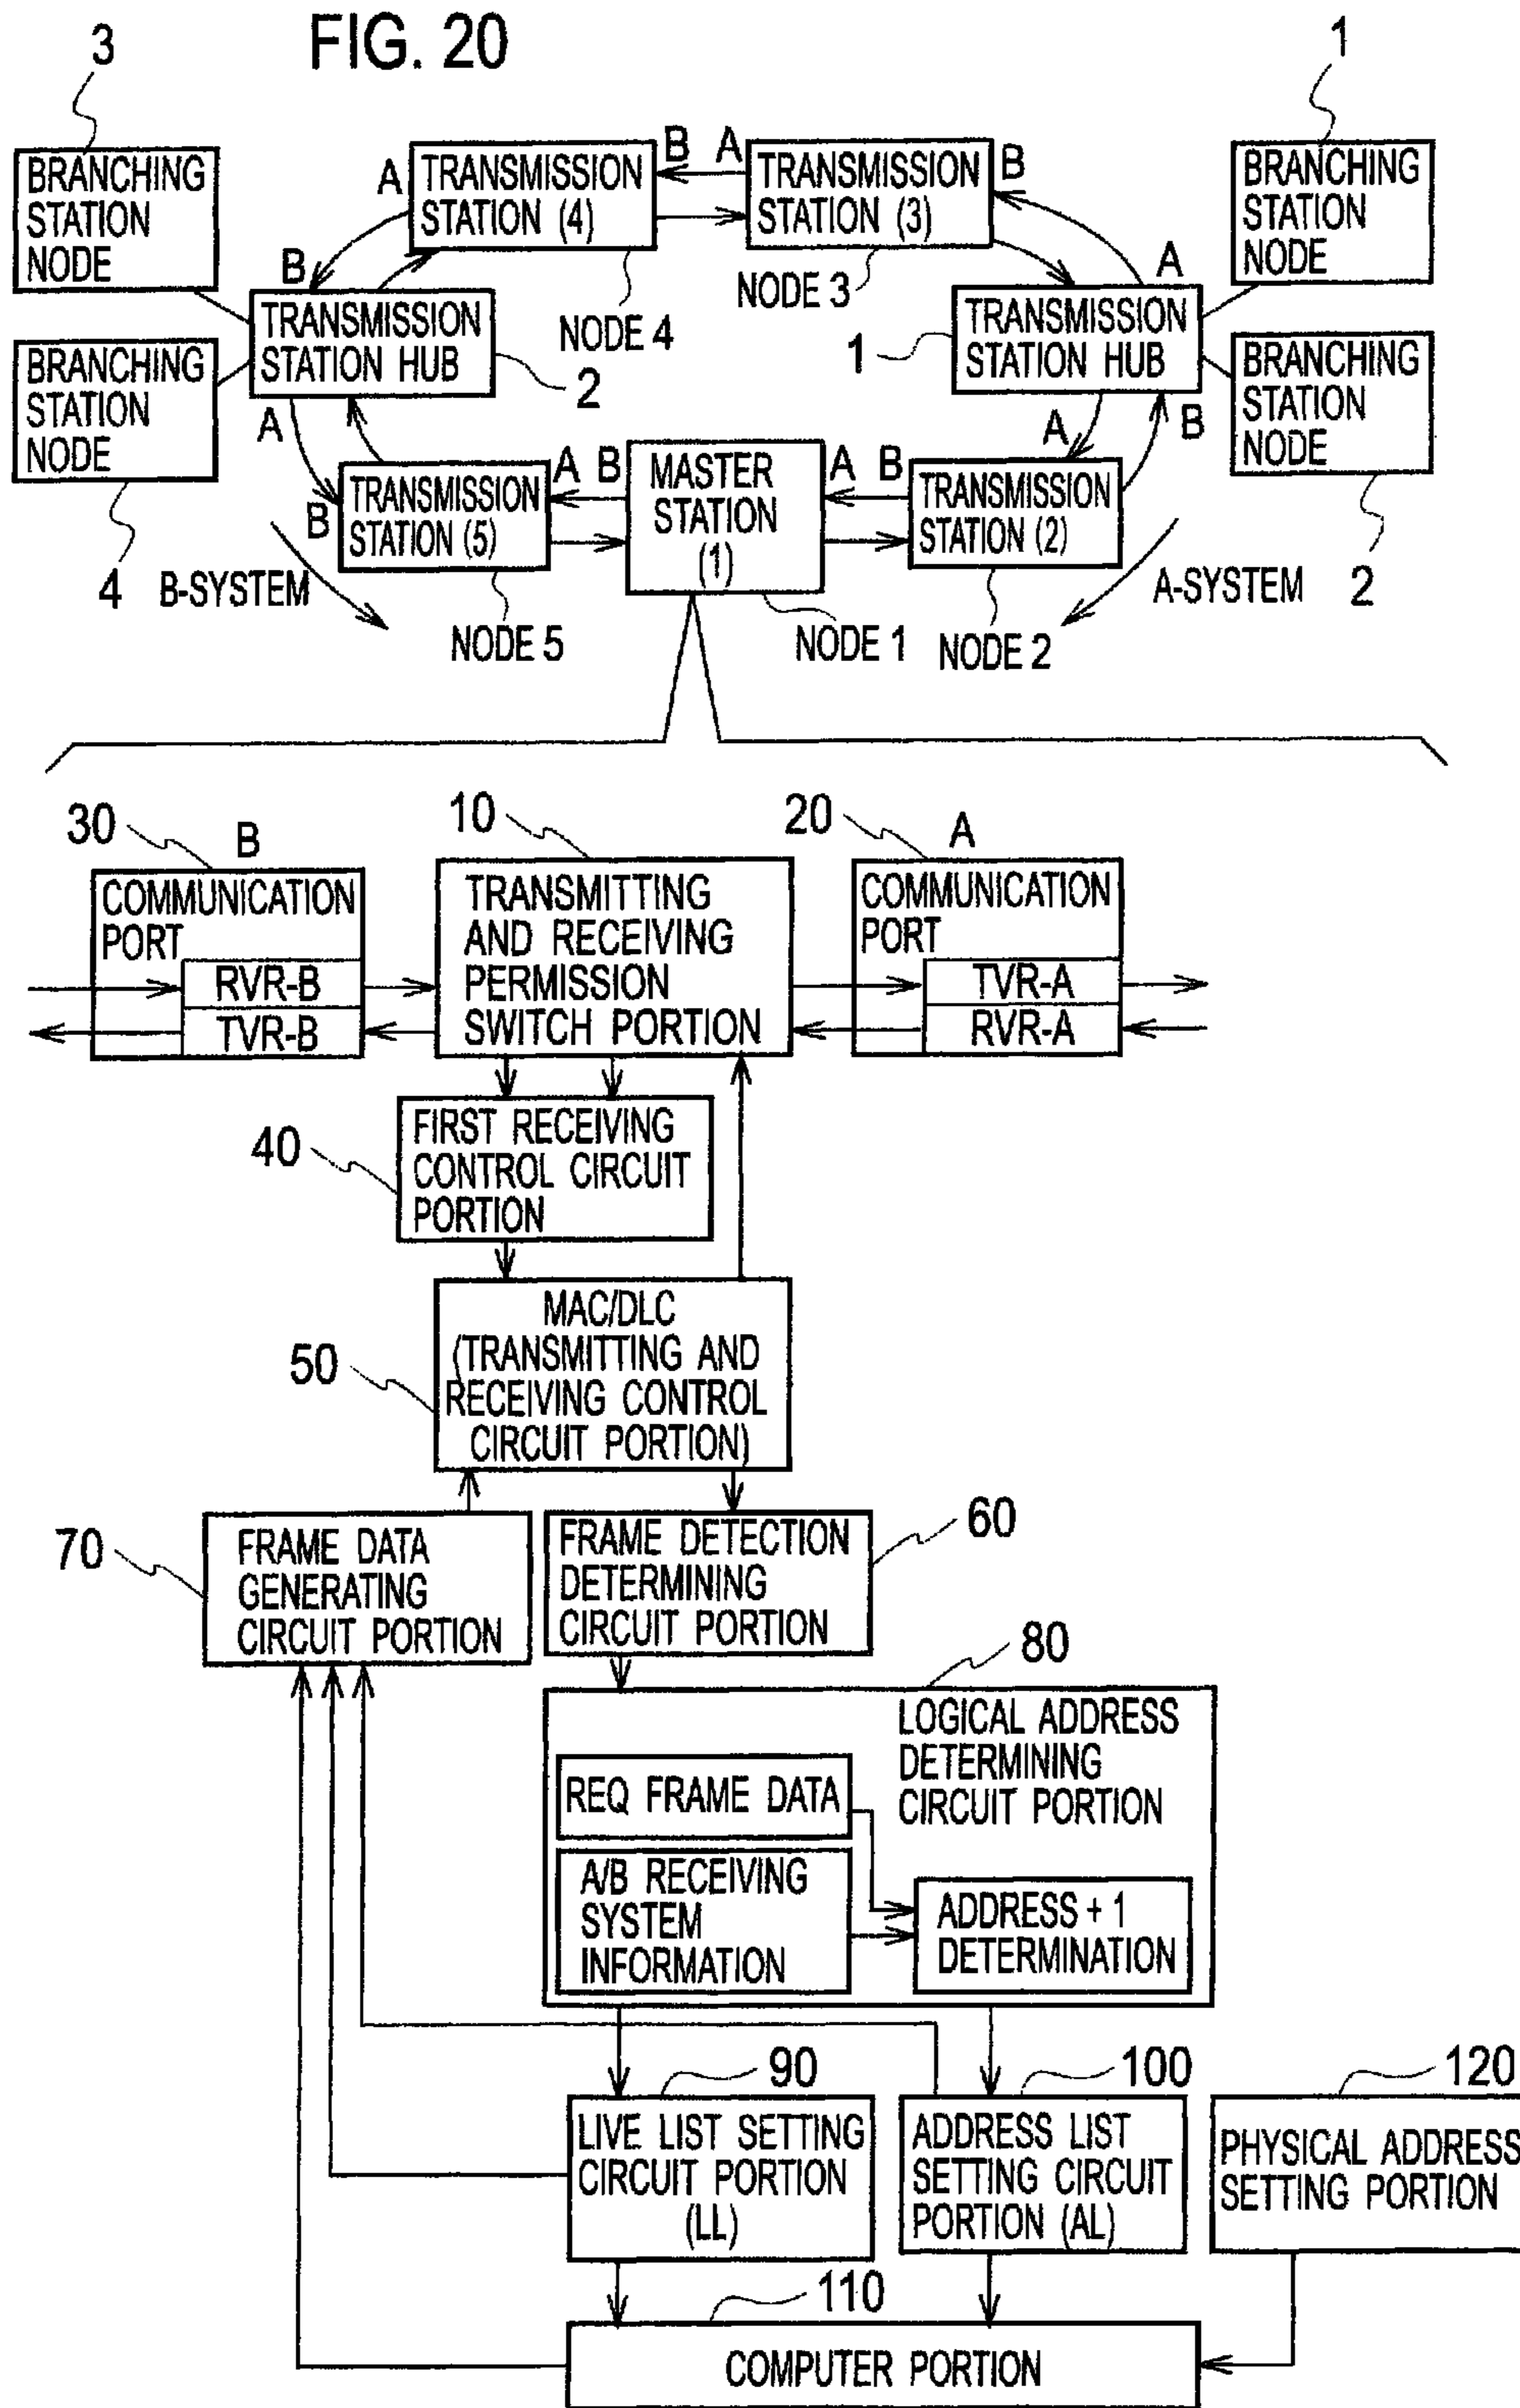 FIG. 20
3
1
BRANCHING
STATION
NODE
A
TRANSMISSION
STATION (4)
B
A
TRANSMISSION
STATION (3)
B
BRANCHING
STATION
NODE
B
NODE 4
NODE 3
A
BRANCHING
STATION
NODE
4
TRANSMISSION
STATION HUB
2
1
TRANSMISSION
STATION HUB
BRANCHING
STATION
NODE
2
A
B
TRANSMISSION
STATION (5)
A
B
MASTER
STATION
(1)
A
B
TRANSMISSION
STATION (2)
A
B
B-SYSTEM
A-SYSTEM
NODE 5
NODE 1
NODE 2
30
B
10
20
A
COMMUNICATION
PORT
RVR-B
TVR-B
TRANSMITTING
AND RECEIVING
PERMISSION
SWITCH PORTION
COMMUNICATION
PORT
TVR-A
RVR-A
40
FIRST RECEIVING
CONTROL CIRCUIT
PORTION
50
MAC/DLC
(TRANSMITTING AND
RECEIVING CONTROL
CIRCUIT PORTION)
70
FRAME DATA
GENERATING
CIRCUIT PORTION
60
FRAME DETECTION
DETERMINING
CIRCUIT PORTION
80
LOGICAL ADDRESS
DETERMINING
CIRCUIT PORTION
REQ FRAME DATA
A/B RECEIVING
SYSTEM
INFORMATION
ADDRESS + 1
DETERMINATION
90
LIVE LIST SETTING
CIRCUIT PORTION
(LL)
100
ADDRESS LIST
SETTING CIRCUIT
PORTION (AL)
120
PHYSICAL ADDRESS
SETTING PORTION
110
COMPUTER PORTION